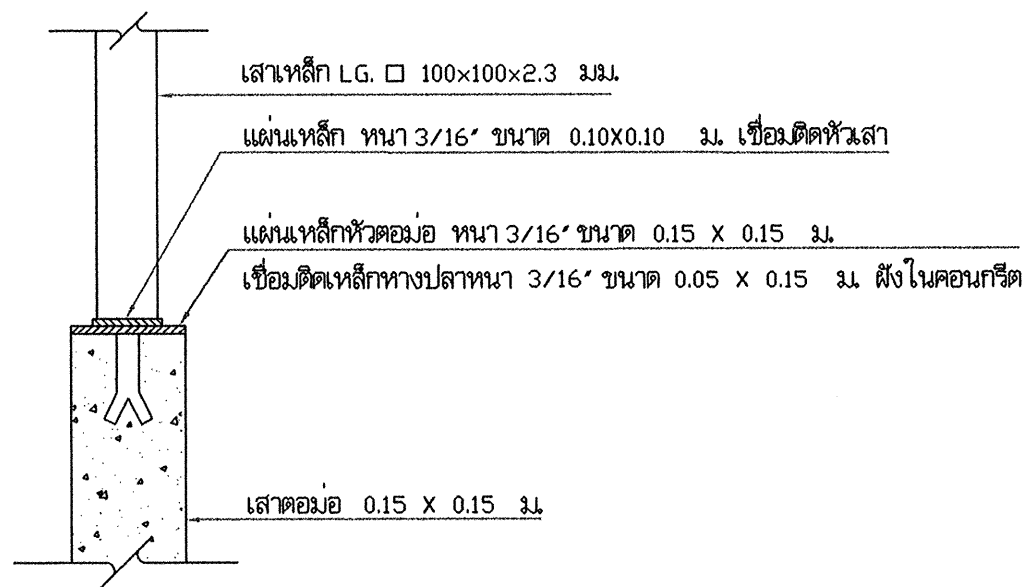 เสาเหล็ก LG. □ 100x100x2.3 มม.
แผ่นเหล็ก หนา 3/16" ขนาด 0.10X0.10 ม. เชื่อมติดหัวเสา
แผ่นเหล็กหัวตอม่อ หนา 3/16" ขนาด 0.15 X 0.15 ม.
เชื่อมติดเหล็กหางปลาหนา 3/16" ขนาด 0.05 X 0.15 ม. ฝังในคอนกรีต
เสาตอม่อ 0.15 X 0.15 ม.